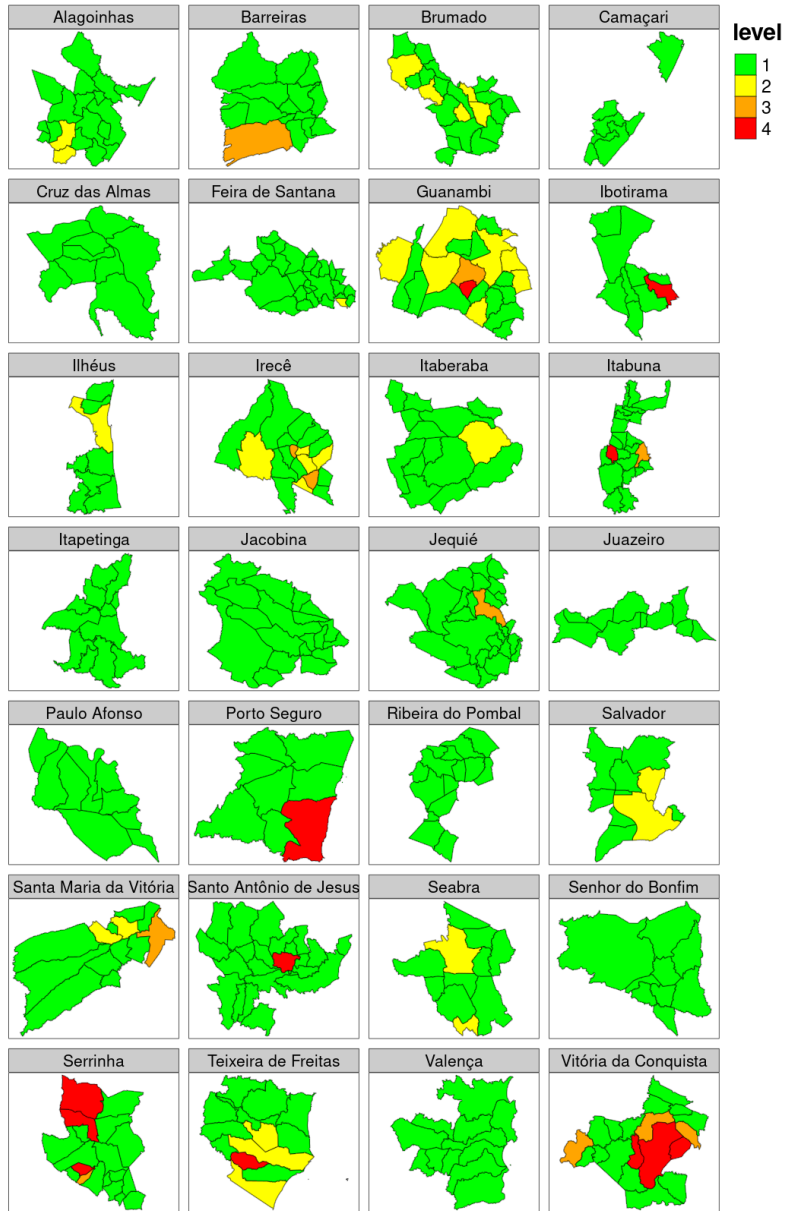 Alagoinhas
Barreiras
Brumado
Camaçari
level
1
2
3
4
Cruz das Almas
Feira de Santana
Guanambi
Ibotirama
Ilhéus
Irecê
Itaberaba
Itabuna
Itapetinga
Jacobina
Jequié
Juazeiro
Paulo Afonso
Porto Seguro
Ribeira do Pombal
Salvador
Santa Maria da Vitória
Santo Antônio de Jesus
Seabra
Senhor do Bonfim
Serrinha
Teixeira de Freitas
Valença
Vitória da Conquista